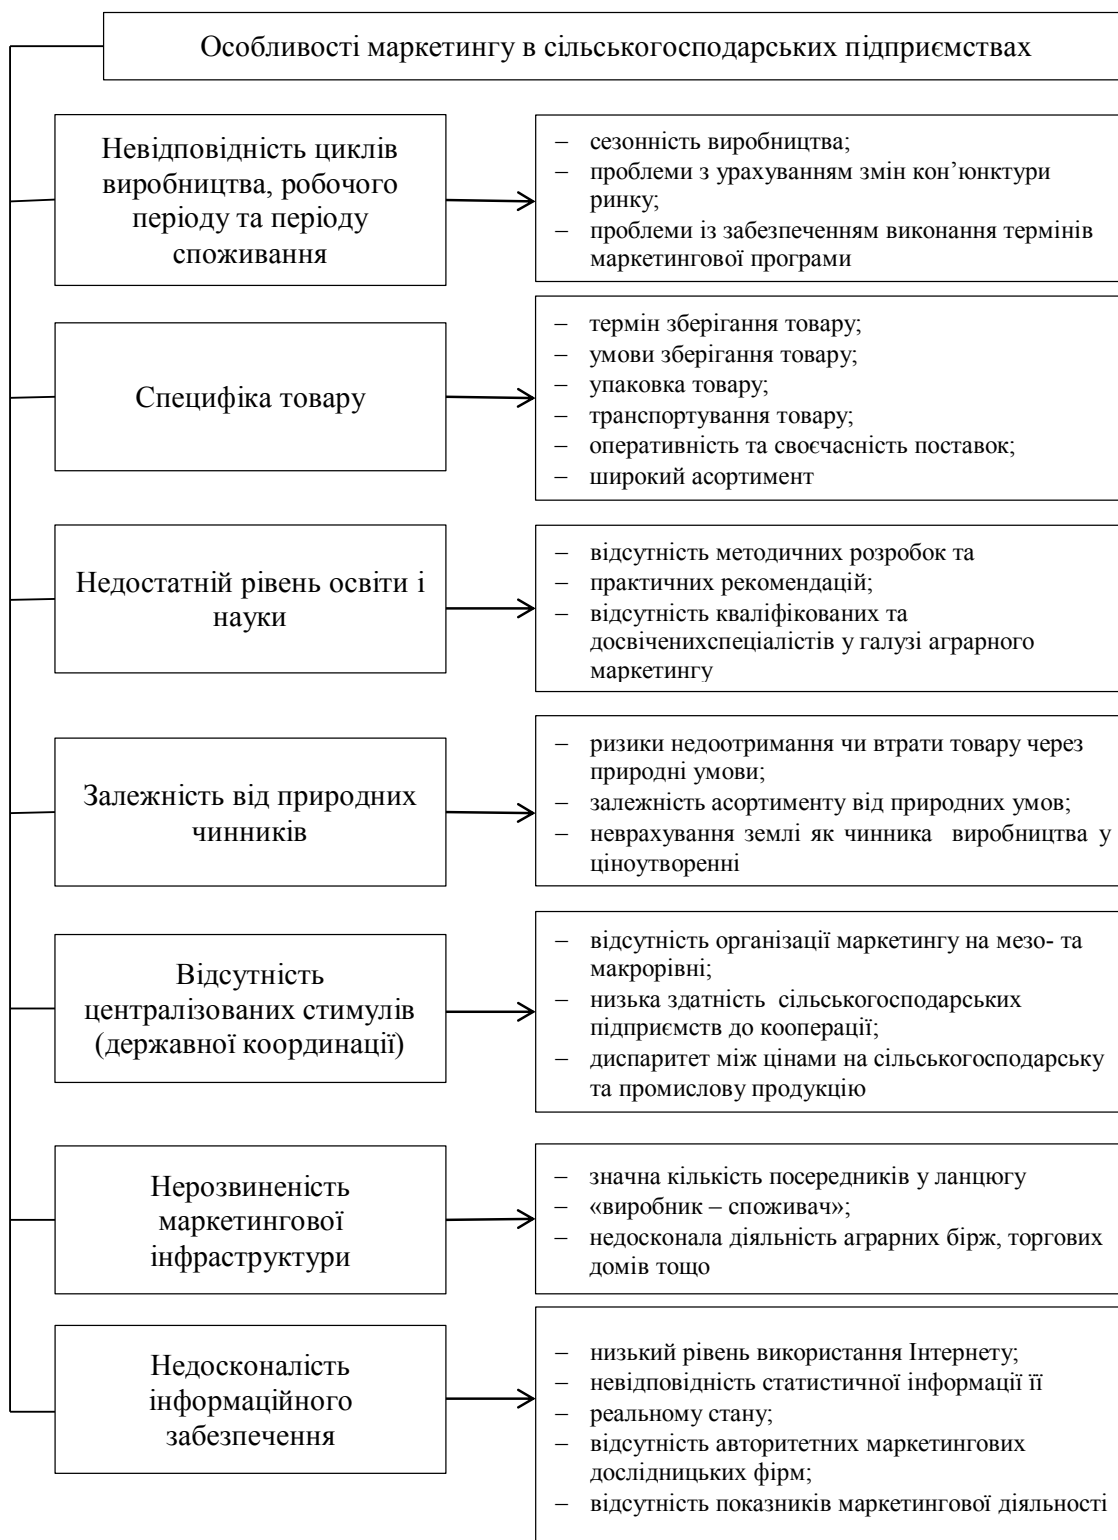 Особливості маркетингу в сільськогосподарських підприємствах
Невідповідність циклів
виробництва, робочого
періоду та періоду
споживання
– сезонність виробництва;
– проблеми з урахуванням змін кон’юнктури
ринку;
– проблеми із забезпеченням виконання термінів
маркетингової програми
Специфіка товару
– термін зберігання товару;
– умови зберігання товару;
– упаковка товару;
– транспортування товару;
– оперативність та своєчасність поставок;
– широкий асортимент
Недостатній рівень освіти і
науки
– відсутність методичних розробок та
– практичних рекомендацій;
– відсутність кваліфікованих та
досвіченихспеціалістів у галузі аграрного
маркетингу
Залежність від природних
чинників
– ризики недоотримання чи втрати товару через
природні умови;
– залежність асортименту від природних умов;
– неврахування землі як чинника виробництва у
ціноутворенні
Відсутність
централізованих стимулів
(державної координації)
– відсутність організації маркетингу на мезо- та
макрорівні;
– низька здатність сільськогосподарських
підприємств до кооперації;
– диспаритет між цінами на сільськогосподарську
та промислову продукцію
Нерозвиненість
маркетингової
інфраструктури
– значна кількість посередників у ланцюгу
– «виробник – споживач»;
– недосконала діяльність аграрних бірж, торгових
домів тощо
Недосконалість
інформаційного
забезпечення
– низький рівень використання Інтернету;
– невідповідність статистичної інформації її
– реальному стану;
– відсутність авторитетних маркетингових
дослідницьких фірм;
– відсутність показників маркетингової діяльності